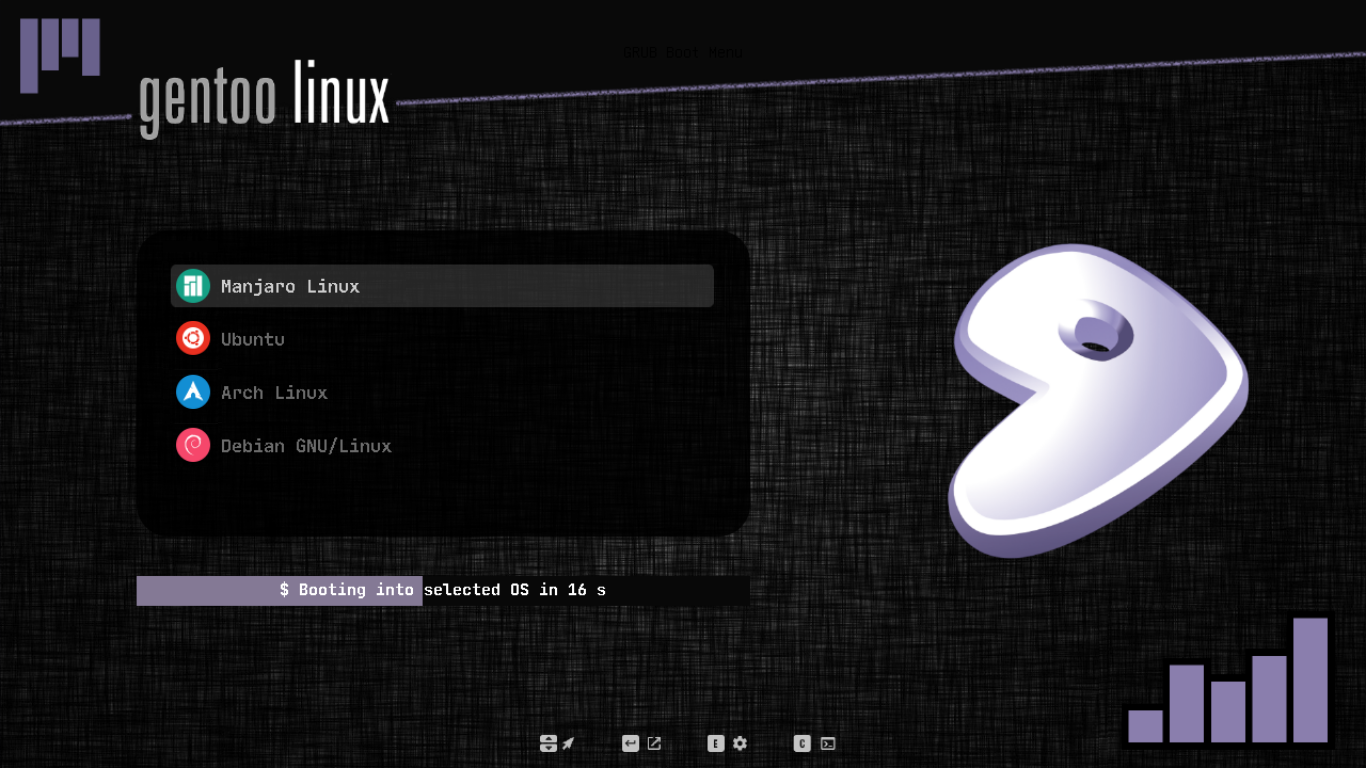 GRUB Boot Menu
gentoo linux
Manjaro Linux
Ubuntu
Arch Linux
Debian GNU/Linux
$ Booting into selected OS in 16 s
E
C